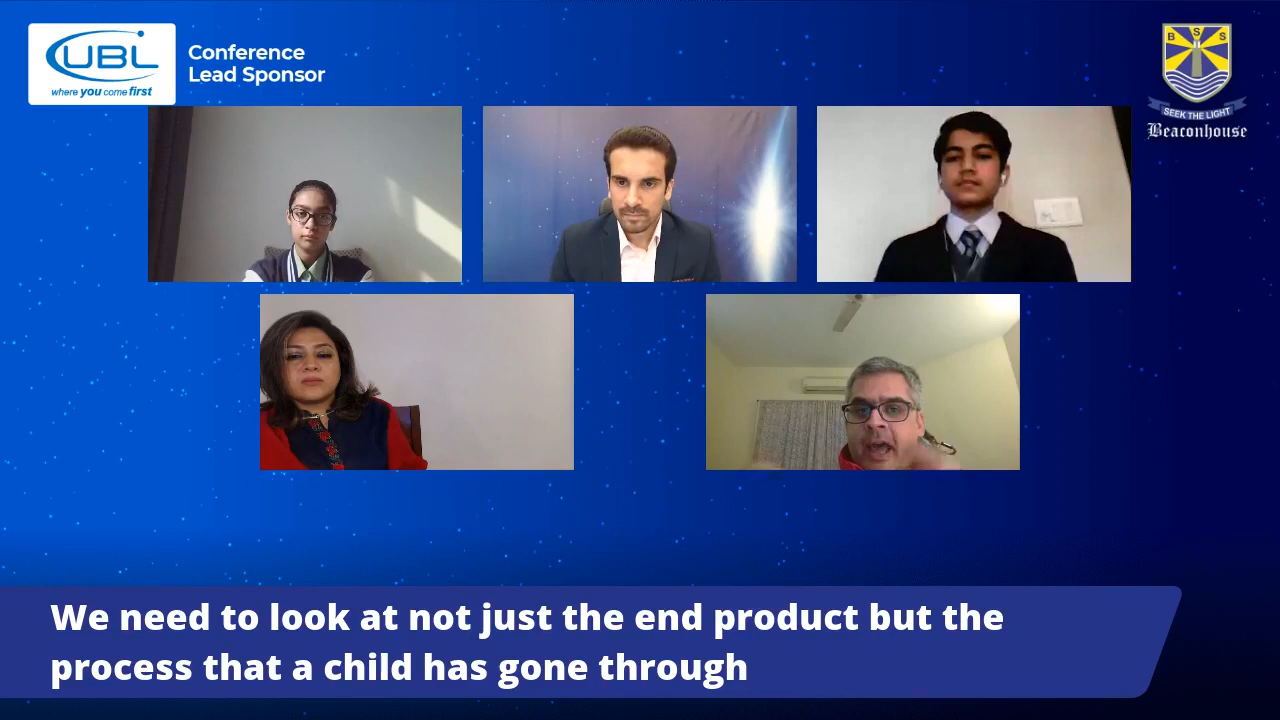 UBL
where you come first
Conference
Lead Sponsor
B S S
SEEK THE LIGHT
Beaconhouse
We need to look at not just the end product but the
process that a child has gone through